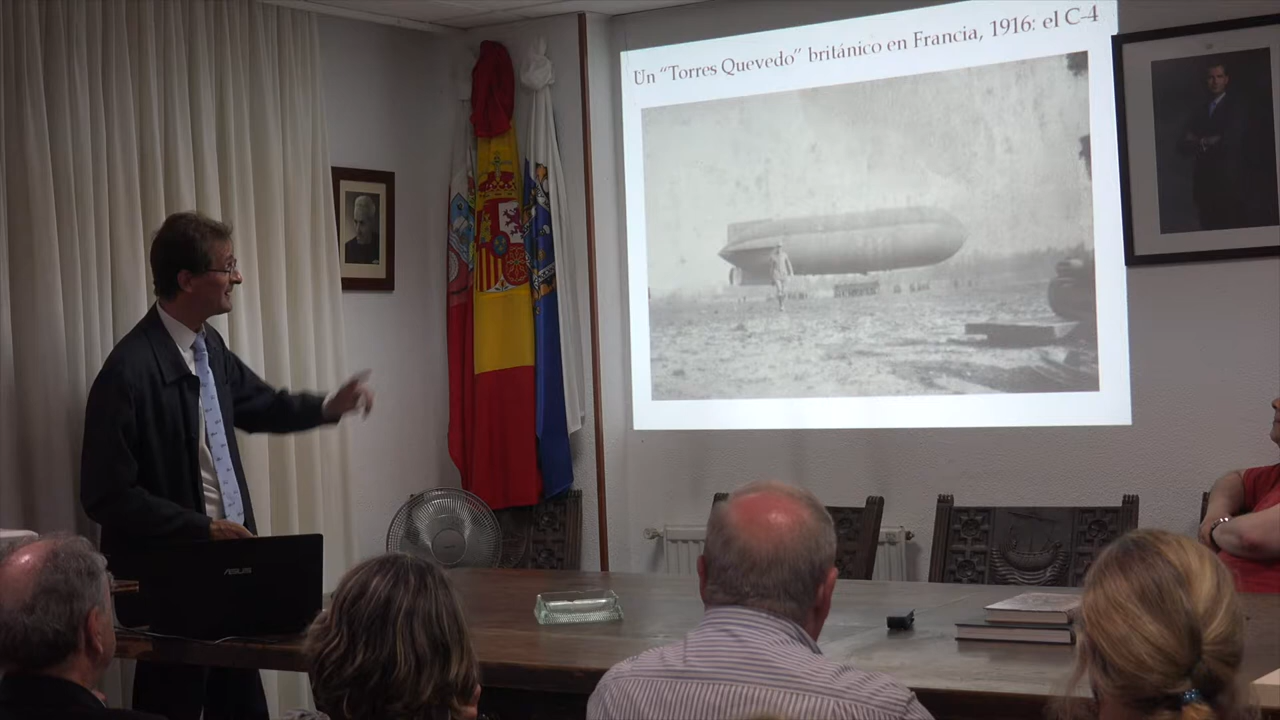 Un “Torres Quevedo” británico en Francia, 1916: el C-4
ASUS